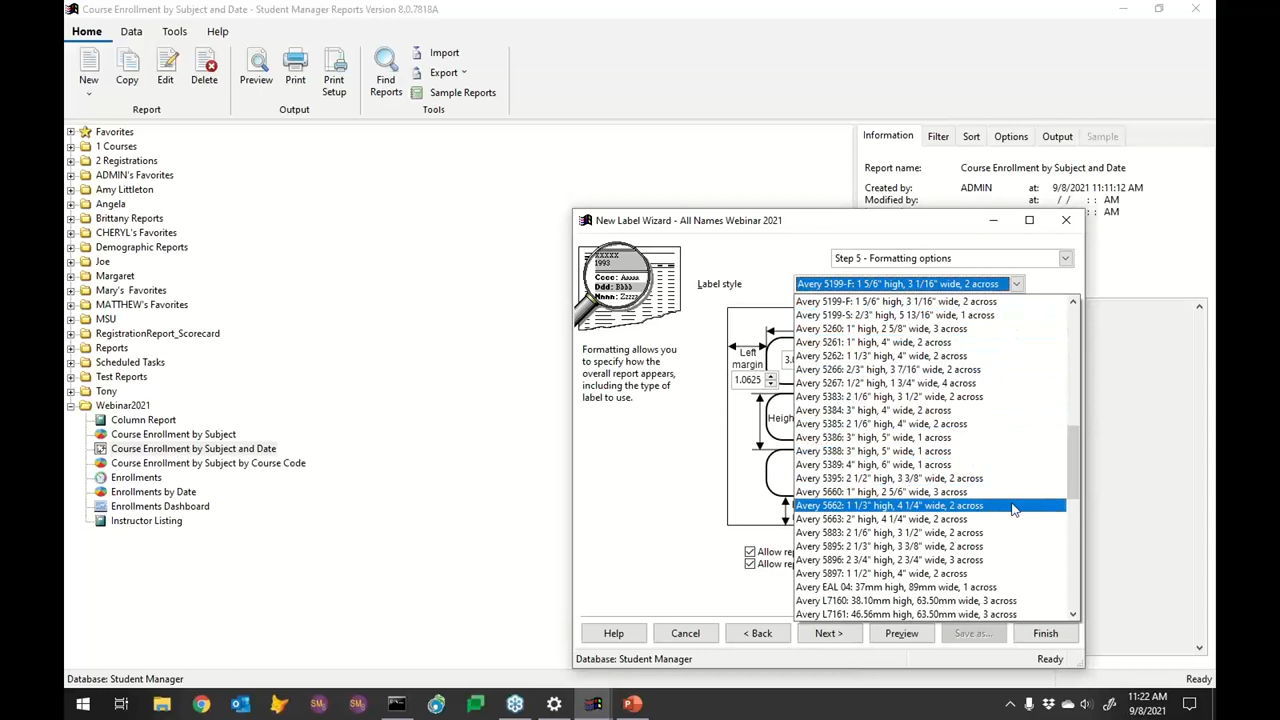 Course Enrollment by Subject and Date - Student Manager Reports Version 8.0.7818A
Home Data Tools Help
New Copy Edit Delete Preview Print Print Setup Find Reports
Import
Export
Sample Reports
Report Output Tools
Favorites
1 Courses
2 Registrations
ADMIN's Favorites
Amy Littleton
Angela
Brittany Reports
CHERYL's Favorites
Demographic Reports
Joe
Margaret
Mary's Favorites
MATTHEW's Favorites
MSU
RegistrationReport_Scorecard
Reports
Scheduled Tasks
Test Reports
Tony
Webinar2021
Column Report
Course Enrollment by Subject
Course Enrollment by Subject and Date
Course Enrollment by Subject by Course Code
Enrollments
Enrollments by Date
Enrollments Dashboard
Instructor Listing
Information Filter Sort Options Output Sample
Report name: Course Enrollment by Subject and Date
Created by: ADMIN at: 9/8/2021 11:11:12 AM
Modified by: at: / / : : AM
: : AM
New Label Wizard - All Names Webinar 2021
Step 5 - Formatting options
XXXXX
1993
Cccc: Aaaa
Ddd: Bbbb
Nnnn: Zzzz
Label style
Avery 5199-F: 1 5/6" high, 3 1/16" wide, 2 across
Formatting allows you
to specify how the
overall report appears,
including the type of
label to use.
Left
margin
1.0625
3.
Heigh
Allow re
Allow re
Avery 5199-F: 1 5/6" high, 3 1/16" wide, 2 across
Avery 5199-S: 2/3" high, 5 13/16" wide, 1 across
Avery 5260: 1" high, 2 5/8" wide, 3 across
Avery 5261: 1" high, 4" wide, 2 across
Avery 5262: 1 1/3" high, 4" wide, 2 across
Avery 5266: 2/3" high, 3 7/16" wide, 2 across
Avery 5267: 1/2" high, 1 3/4" wide, 4 across
Avery 5383: 2 1/6" high, 3 1/2" wide, 2 across
Avery 5384: 3" high, 4" wide, 2 across
Avery 5385: 2 1/6" high, 4" wide, 2 across
Avery 5386: 3" high, 5" wide, 1 across
Avery 5388: 3" high, 5" wide, 1 across
Avery 5389: 4" high, 6" wide, 1 across
Avery 5395: 2 1/2" high, 3 3/8" wide, 2 across
Avery 5660: 1" high, 2 5/6" wide, 3 across
Avery 5662: 1 1/3" high, 4 1/4" wide, 2 across
Avery 5663: 2" high, 4 1/4" wide, 2 across
Avery 5883: 2 1/6" high, 3 1/2" wide, 2 across
Avery 5895: 2 1/3" high, 3 3/8" wide, 2 across
Avery 5896: 2 3/4" high, 2 3/4" wide, 3 across
Avery 5897: 1 1/2" high, 4" wide, 2 across
Avery EAL 04: 37mm high, 89mm wide, 1 across
Avery L7160: 38.10mm high, 63.50mm wide, 3 across
Avery L7161: 46.56mm high, 63.50mm wide, 3 across
Help Cancel < Back Next > Preview Save as... Finish
Database: Student Manager Ready
Database: Student Manager Ready
11:22 AM
9/8/2021